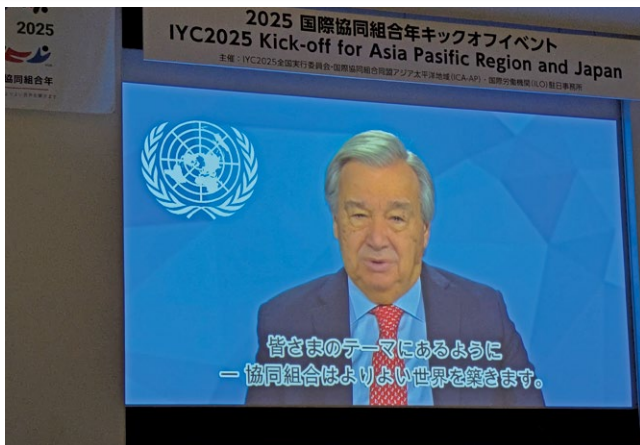 2025
協同組合年
2025 国際協同組合年キックオフイベント
IYC2025 Kick-off for Asia Pasific Region and Japan
主催：IYC2025全国実行委員会・国際協同組合同盟アジア太平洋地域(ICA-AP)・国際労働機関(ILO)駐日事務所
皆さまのテーマにあるように
― 協同組合はよりよい世界を築きます。